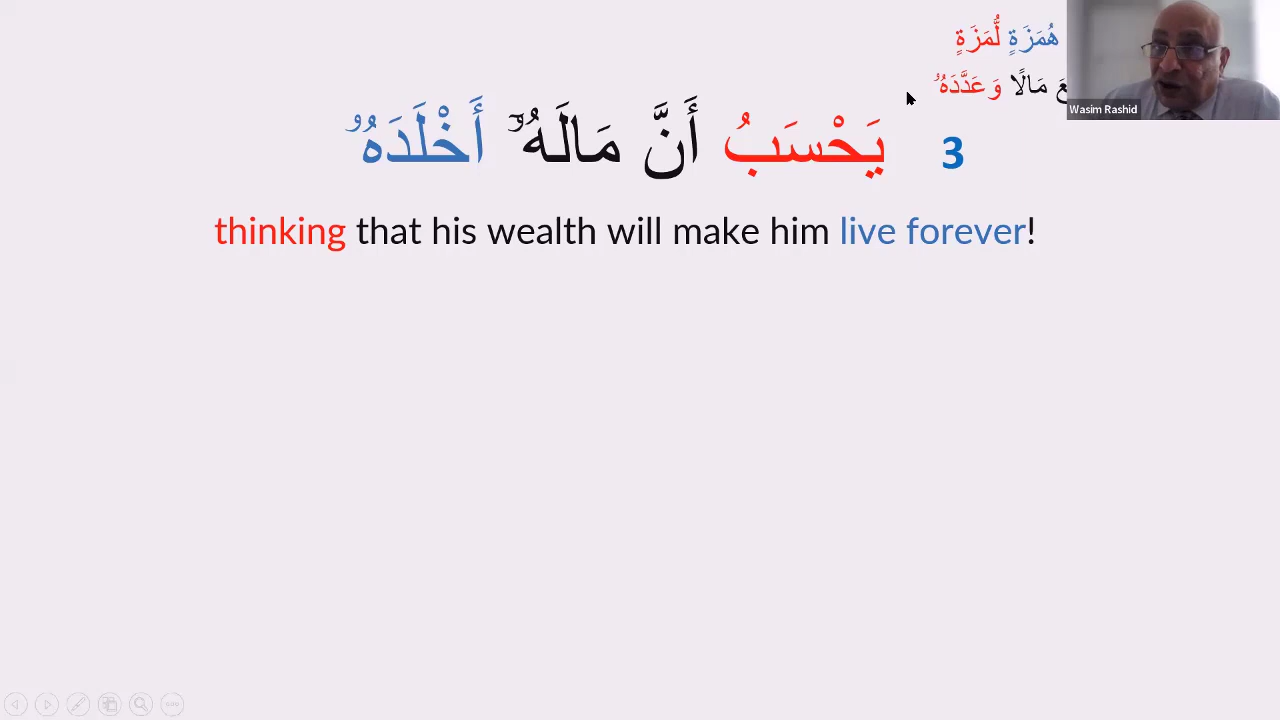 هُمَزَةٍ لُّمَزَةٍ
مَالًا وَعَدَّدَهُۥ
Wasim Rashid
يَحْسَبُ أَنَّ مَالَهُۥٓ أَخْلَدَهُۥ
3
thinking that his wealth will make him live forever!